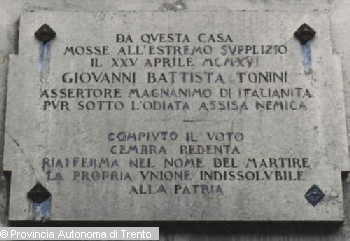 DA QVESTA CASA
MOSSE ALL'ESTREMO SVPPLIZIO
IL XXV APRILE MCMXVI
GIOVANNI BATTISTA TONINI
ASSERTORE MAGNANIMO DI ITALIANITA
PVR SOTTO L'ODIATA ASSISA NEMICA
COMPIVTO IL VOTO
CEMBRA REDENTA
RIAFFERMA NEL NOME DEL MARTIRE
LA PROPRIA VNIONE INDISSOLVBILE
ALLA PATRIA
© Provincia Autonoma di Trento